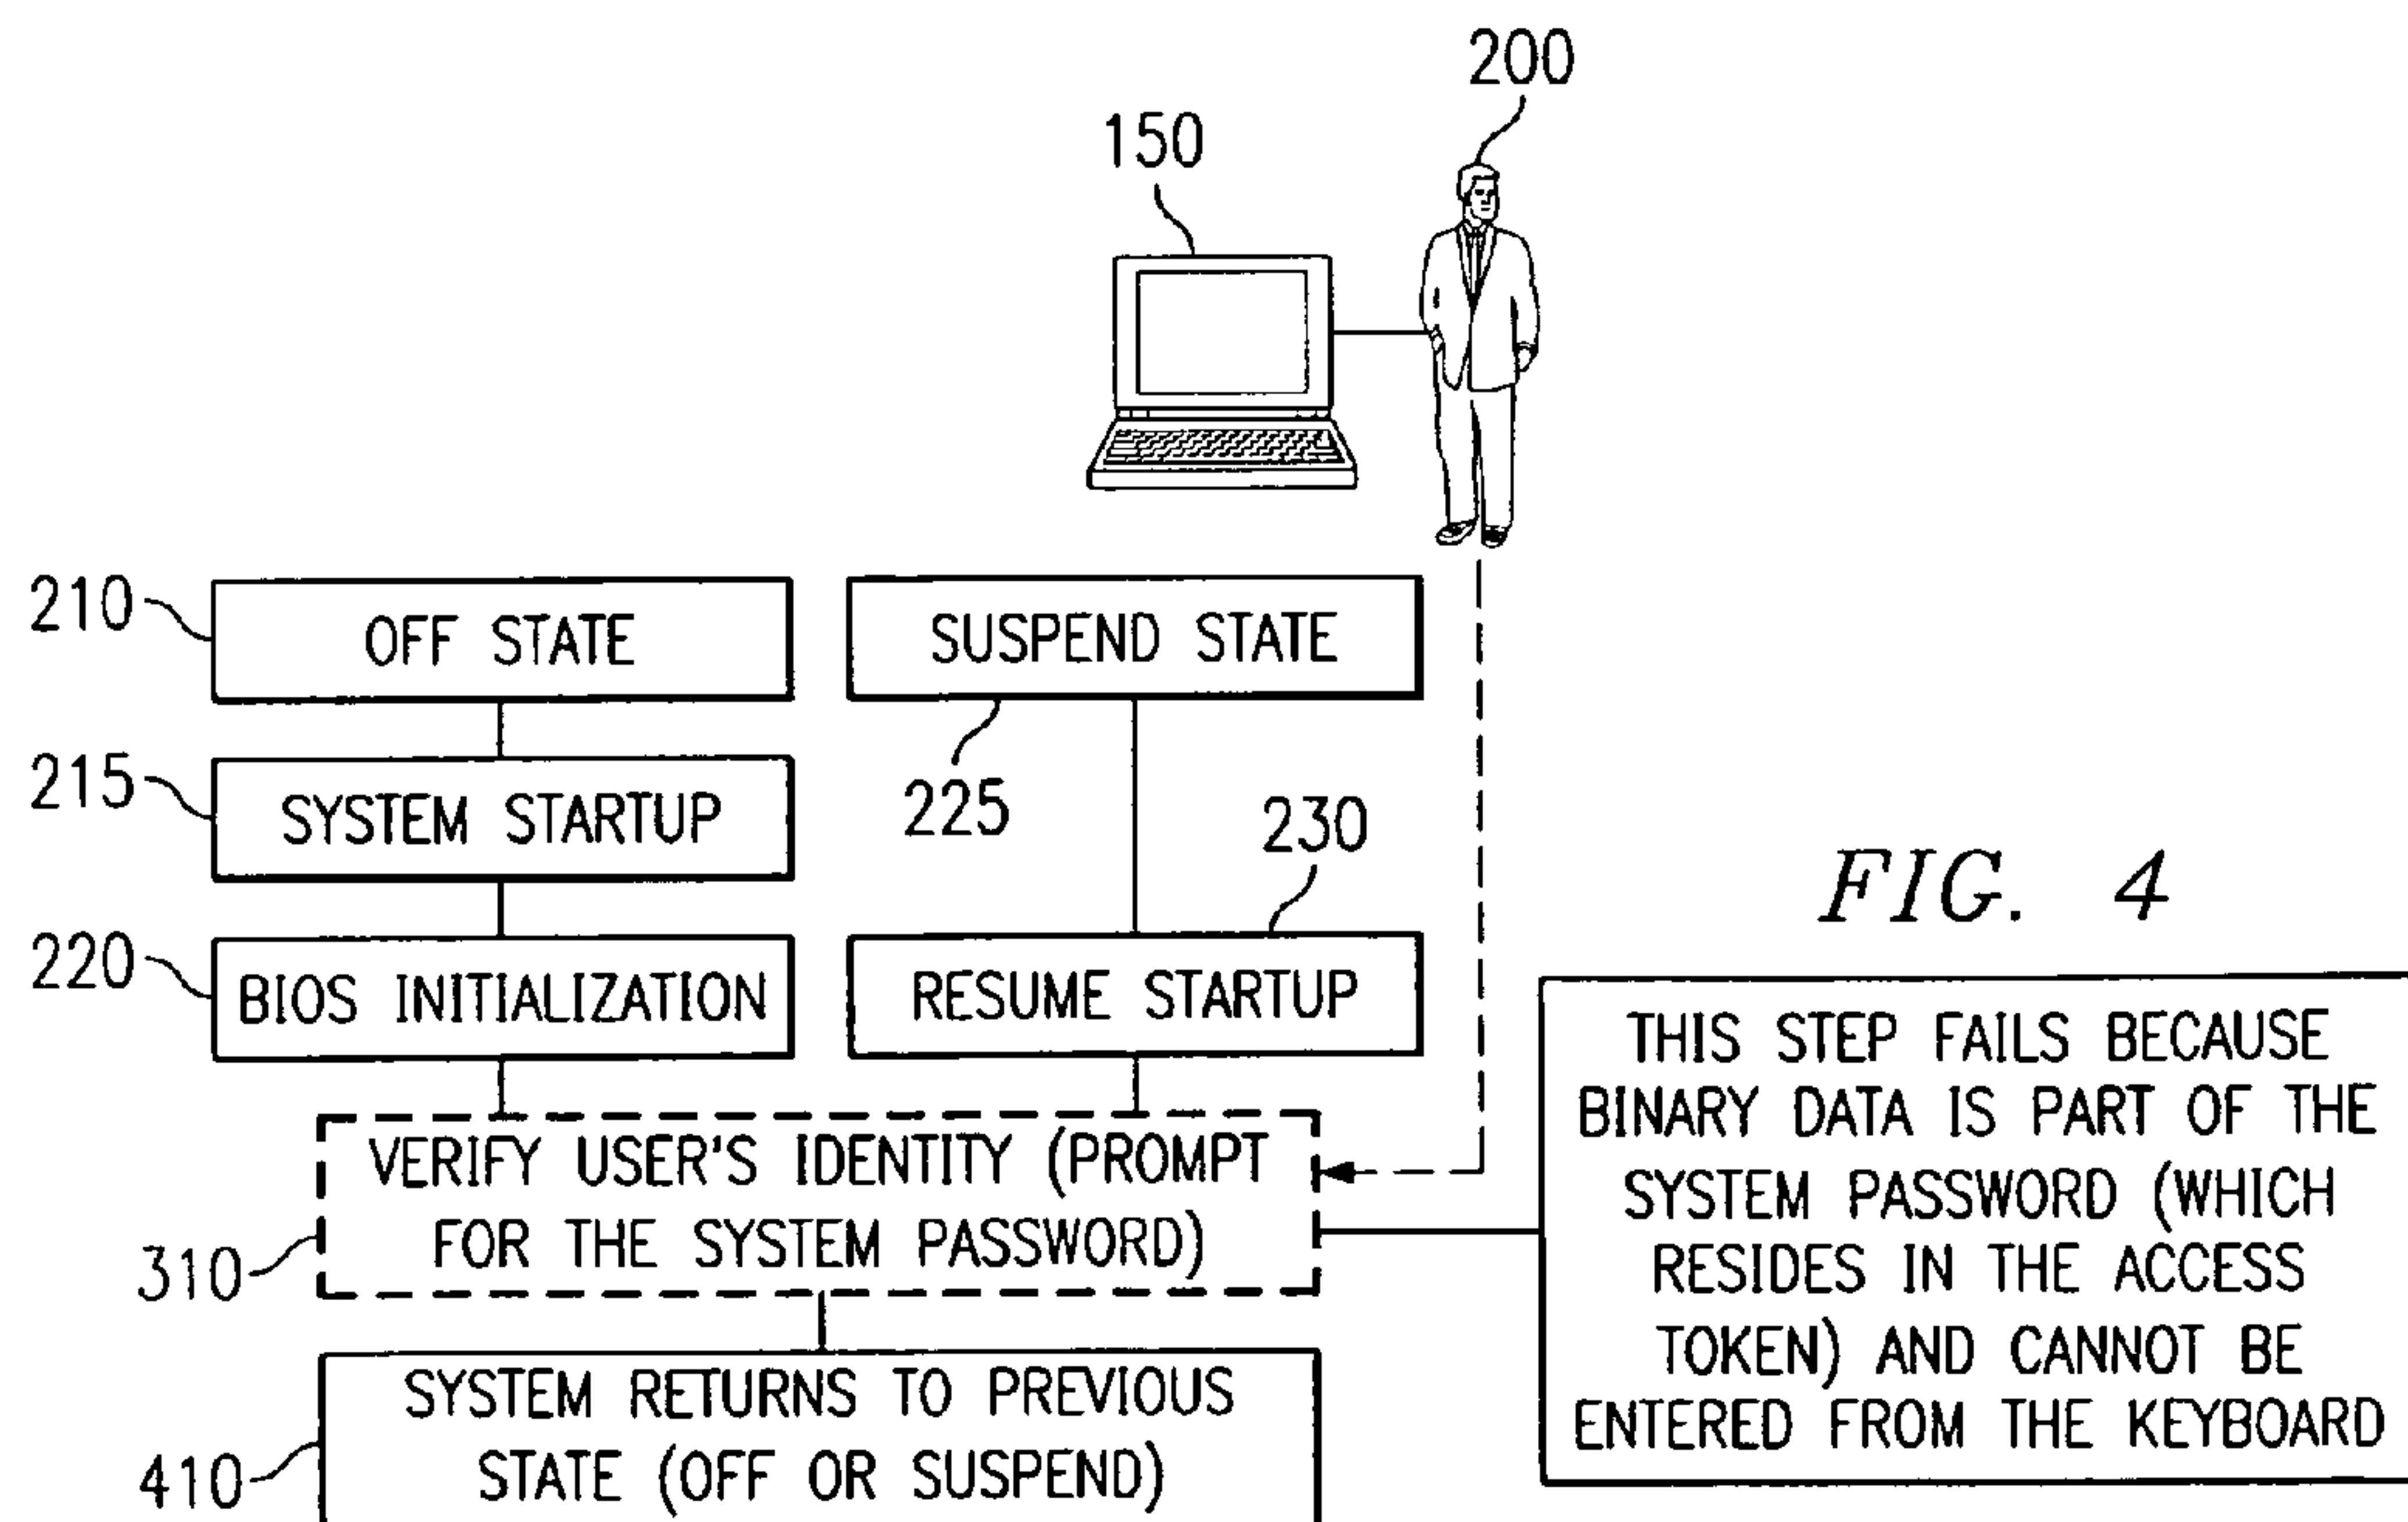 200
150
210
OFF STATE
SUSPEND STATE
215
SYSTEM STARTUP
225
230
FIG. 4
220
BIOS INITIALIZATION
RESUME STARTUP
VERIFY USER'S IDENTITY (PROMPT
FOR THE SYSTEM PASSWORD)
310
THIS STEP FAILS BECAUSE
BINARY DATA IS PART OF THE
SYSTEM PASSWORD (WHICH
RESIDES IN THE ACCESS
TOKEN) AND CANNOT BE
ENTERED FROM THE KEYBOARD
SYSTEM RETURNS TO PREVIOUS
STATE (OFF OR SUSPEND)
410